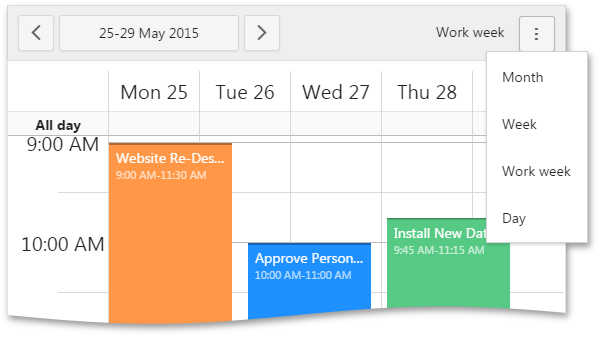 25-29 May 2015
Work week
Month
Week
Work week
Day
Mon 25
Tue 26
Wed 27
Thu 28
All day
9:00 AM
Website Re-Des...
9:00 AM-11:30 AM
Install New Dat
9:45 AM-11:15 AM
10:00 AM
Approve Person...
10:00 AM-11:00 AM